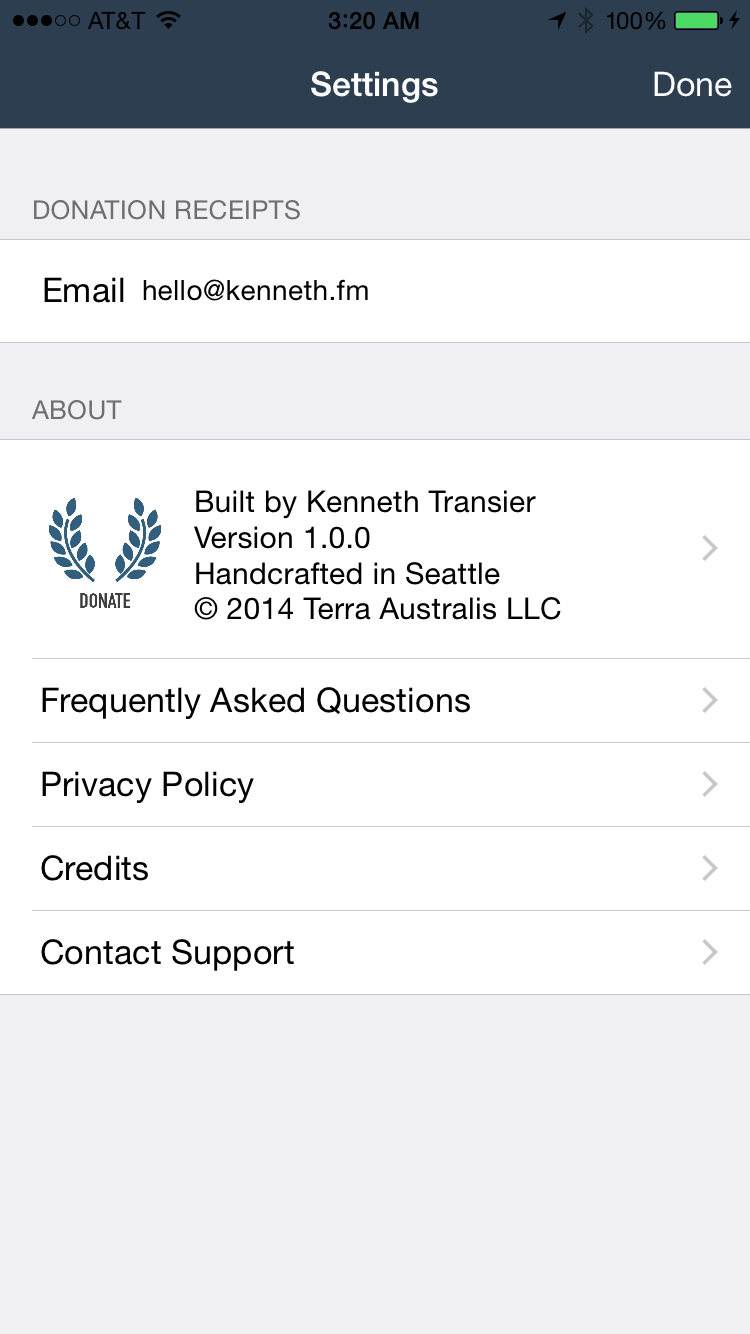 AT&T 3:20 AM 100%
Settings Done
DONATION RECEIPTS
Email hello@kenneth.fm
ABOUT
Built by Kenneth Transier
Version 1.0.0
Handcrafted in Seattle
© 2014 Terra Australis LLC
DONATE
Frequently Asked Questions
Privacy Policy
Credits
Contact Support